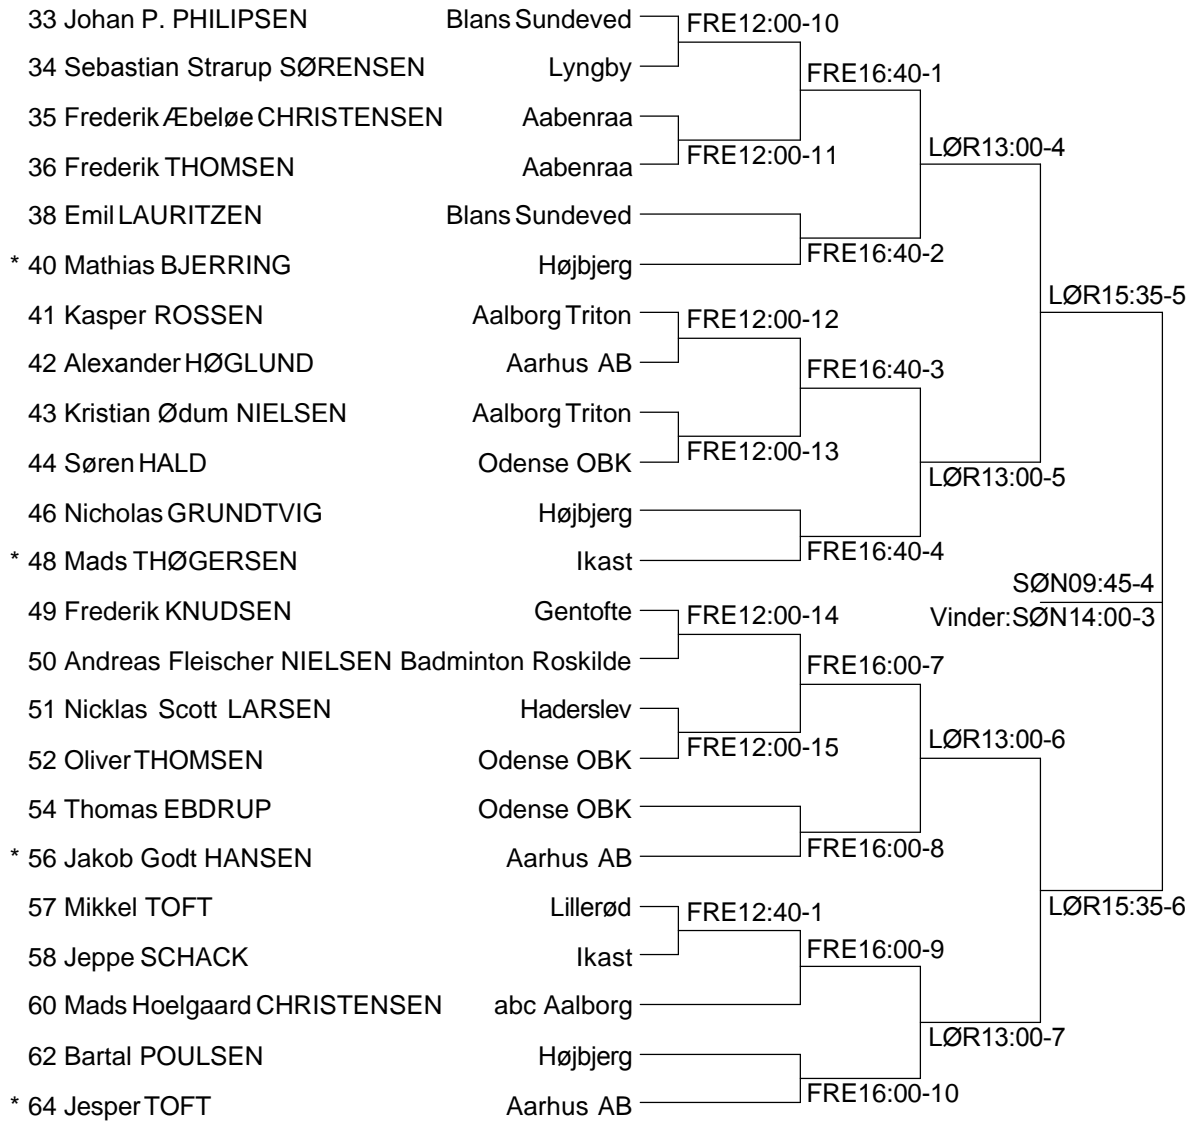 33 Johan P. PHILIPSEN Blans Sundeved FRE12:00-10
34 Sebastian Strarup SØRENSEN Lyngby FRE16:40-1
35 Frederik Æbeløe CHRISTENSEN Aabenraa
FRE12:00-11 LØR13:00-4
36 Frederik THOMSEN Aabenraa
38 Emil LAURITZEN Blans Sundeved
FRE16:40-2
* 40 Mathias BJERRING Højbjerg
LØR15:35-5
41 Kasper ROSSEN Aalborg Triton FRE12:00-12
42 Alexander HØGLUND Aarhus AB FRE16:40-3
43 Kristian Ødum NIELSEN Aalborg Triton
FRE12:00-13
44 Søren HALD Odense OBK
LØR13:00-5
46 Nicholas GRUNDTVIG Højbjerg
FRE16:40-4
* 48 Mads THØGERSEN Ikast
SØN09:45-4
49 Frederik KNUDSEN Gentofte FRE12:00-14 Vinder:SØN14:00-3
50 Andreas Fleischer NIELSEN Badminton Roskilde FRE16:00-7
51 Nicklas Scott LARSEN Haderslev
FRE12:00-15 LØR13:00-6
52 Oliver THOMSEN Odense OBK
54 Thomas EBDRUP Odense OBK
FRE16:00-8
* 56 Jakob Godt HANSEN Aarhus AB
57 Mikkel TOFT Lillerød FRE12:40-1 LØR15:35-6
58 Jeppe SCHACK Ikast FRE16:00-9
60 Mads Hoelgaard CHRISTENSEN abc Aalborg
LØR13:00-7
62 Bartal POULSEN Højbjerg
FRE16:00-10
* 64 Jesper TOFT Aarhus AB